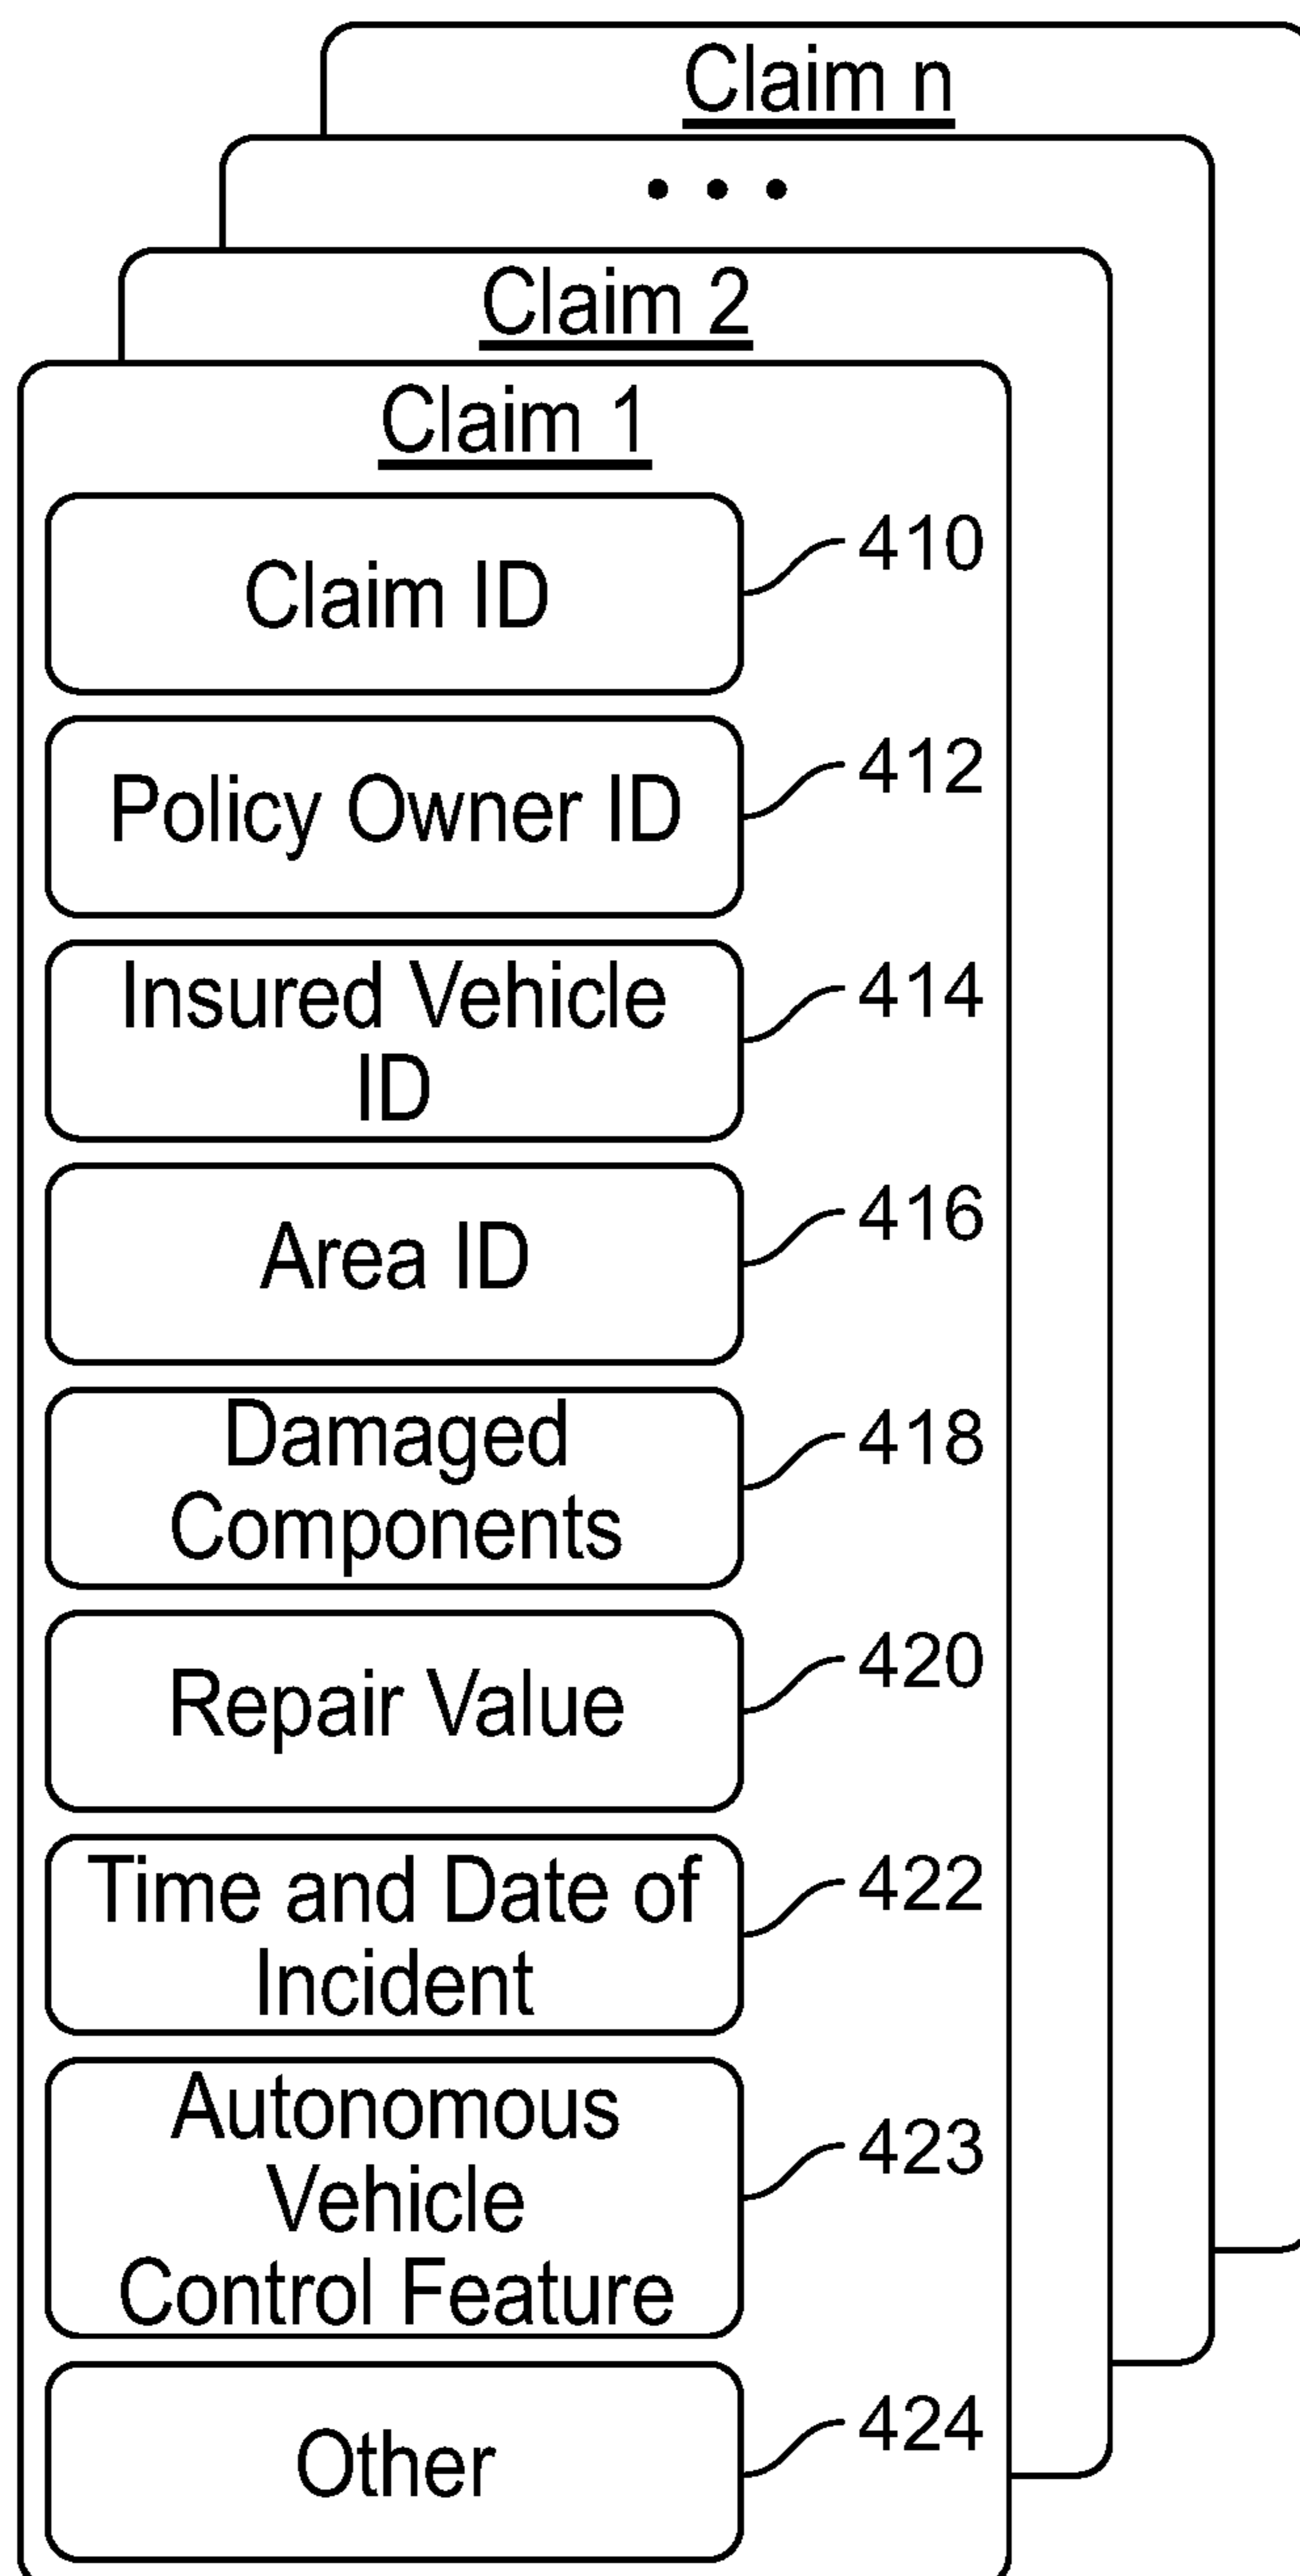 Claim n
• • •
Claim 2
Claim 1
Claim ID
410
Policy Owner ID
412
Insured Vehicle
ID
414
Area ID
416
Damaged
Components
418
Repair Value
420
Time and Date of
Incident
422
Autonomous
Vehicle
Control Feature
423
Other
424